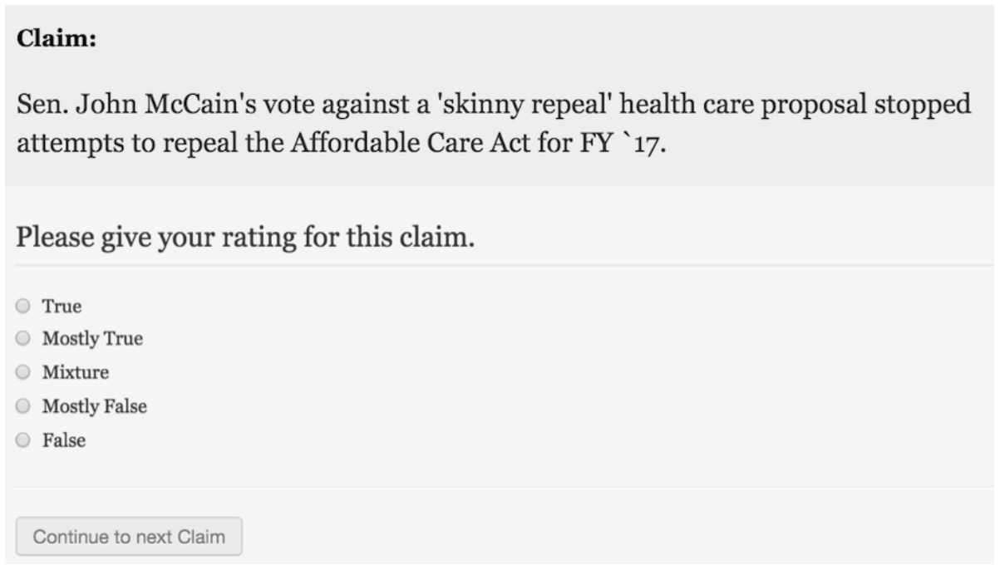 Claim:
Sen. John McCain's vote against a 'skinny repeal' health care proposal stopped
attempts to repeal the Affordable Care Act for FY `17.
Please give your rating for this claim.
True
Mostly True
Mixture
Mostly False
False
Continue to next Claim